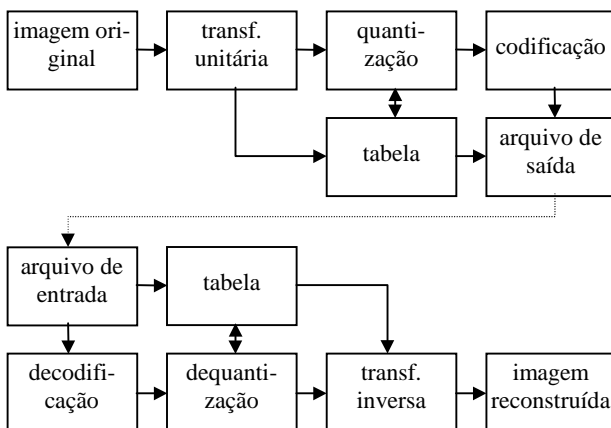 imagem ori-
ginal
transf.
unitária
quanti-
zação
codificação
tabela
arquivo de
saída
arquivo de
entrada
tabela
decodifi-
cação
dequanti-
zação
transf.
inversa
imagem
reconstruída